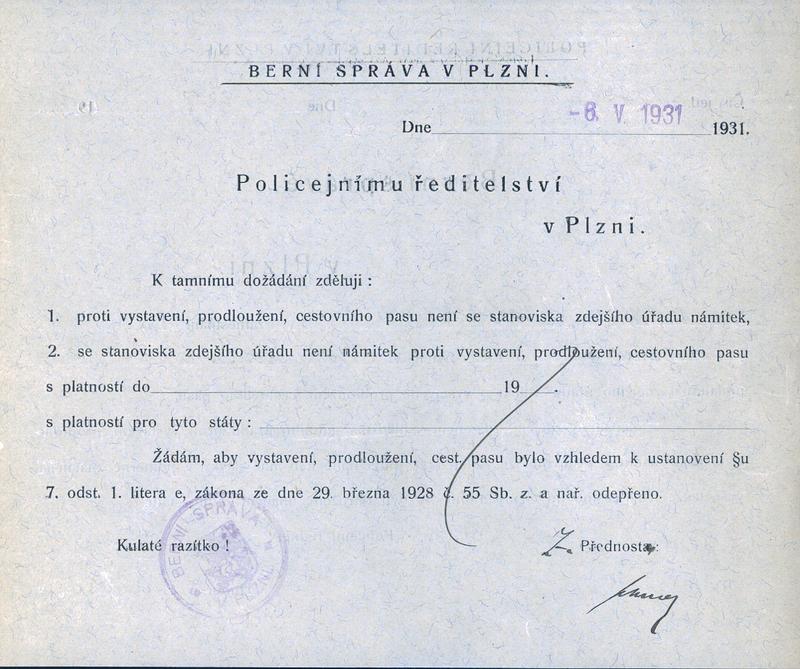 BERNÍ SPRÁVA V PLZNI.
Dne -6. V. 1931 1931.
Policejnímu ředitelství
v Plzni.
K tamnímu dožádání zděluji :
1. proti vystavení, prodloužení, cestovního pasu není se stanoviska zdejšího úřadu námitek,
2. se stanoviska zdejšího úřadu není námitek proti vystavení, prodloužení, cestovního pasu
s platností do 19 .
s platností pro tyto státy :
Žádám, aby vystavení, prodloužení, cest. pasu bylo vzhledem k ustanovení §u
7. odst. 1. litera e, zákona ze dne 29. března 1928 č. 55 Sb. z. a nař. odepřeno.
Kulaté razítko ! Z. Přednosta:
BERNÍ SPRÁVA V PLZNI